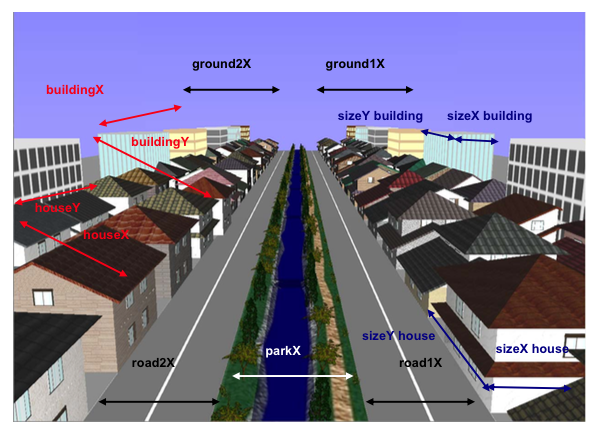 ground2X
ground1X
buildingX
sizeY building
sizeX building
buildingY
houseY
houseX
sizeY house
parkX
sizeX house
road2X
road1X